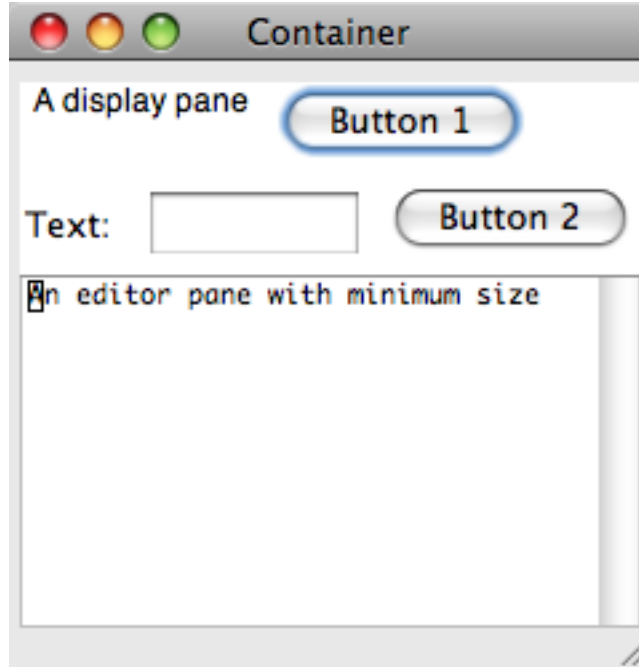 Container
A display pane
Button 1
Text:
Button 2
An editor pane with minimum size